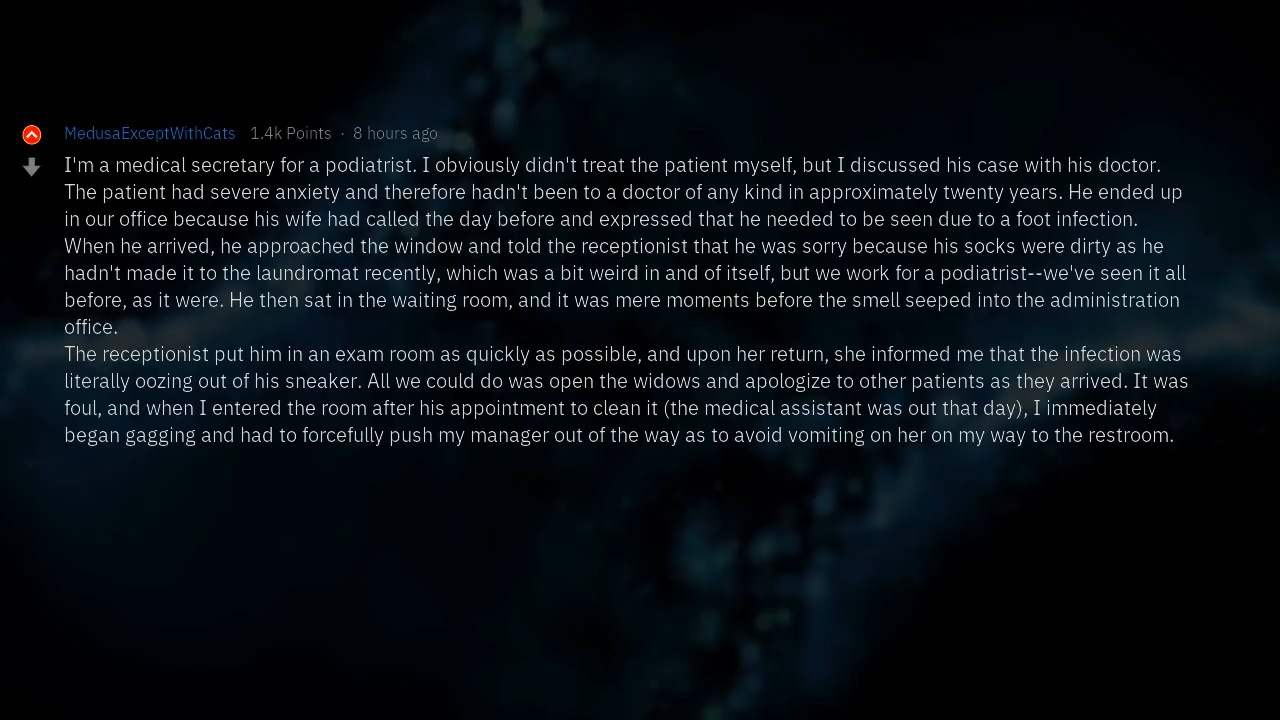 MedusaExceptWithCats 1.4k Points · 8 hours ago
I'm a medical secretary for a podiatrist. I obviously didn't treat the patient myself, but I discussed his case with his doctor.
The patient had severe anxiety and therefore hadn't been to a doctor of any kind in approximately twenty years. He ended up
in our office because his wife had called the day before and expressed that he needed to be seen due to a foot infection.
When he arrived, he approached the window and told the receptionist that he was sorry because his socks were dirty as he
hadn't made it to the laundromat recently, which was a bit weird in and of itself, but we work for a podiatrist--we've seen it all
before, as it were. He then sat in the waiting room, and it was mere moments before the smell seeped into the administration
office.
The receptionist put him in an exam room as quickly as possible, and upon her return, she informed me that the infection was
literally oozing out of his sneaker. All we could do was open the widows and apologize to other patients as they arrived. It was
foul, and when I entered the room after his appointment to clean it (the medical assistant was out that day), I immediately
began gagging and had to forcefully push my manager out of the way as to avoid vomiting on her on my way to the restroom.